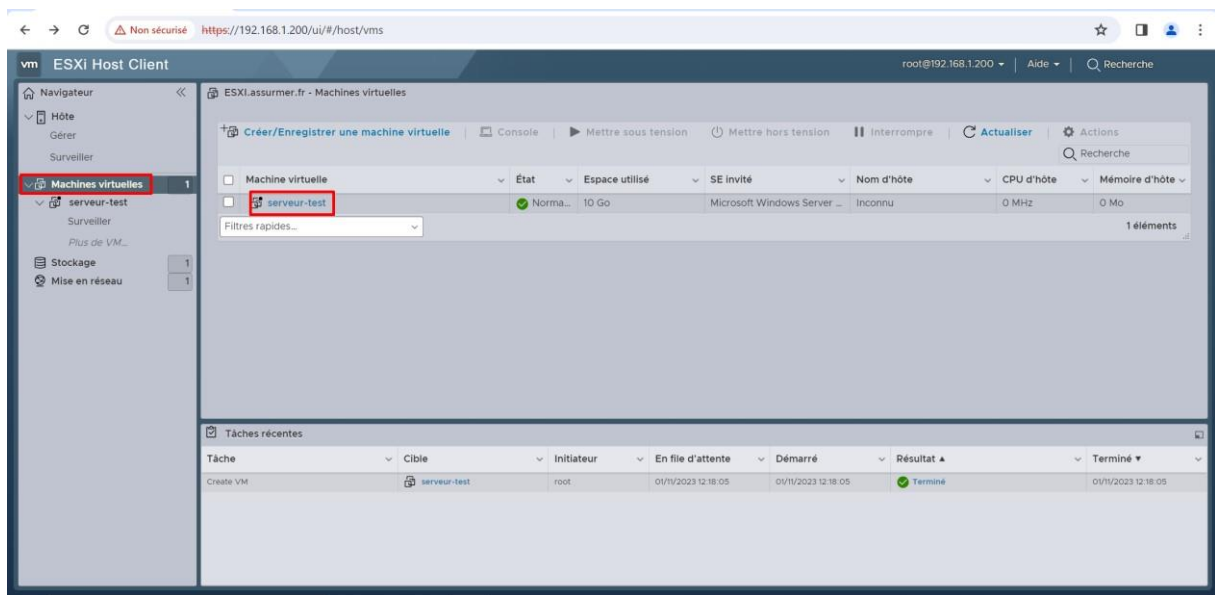 Non sécurisé https://192.168.1.200/ui/#/host/vms
vm ESXi Host Client root@192.168.1.200 Aide Recherche
Navigateur
Hôte
Gérer
Surveiller
Machines virtuelles 1
serveur-test
Surveiller
Plus de VM...
Stockage 1
Mise en réseau 1
ESXI.assurmer.fr - Machines virtuelles
Créer/Enregistrer une machine virtuelle Console Mettre sous tension Mettre hors tension Interrompre Actualiser Actions
Recherche
Machine virtuelle État Espace utilisé SE invité Nom d'hôte CPU d'hôte Mémoire d'hôte
serveur-test Norma... 10 Go Microsoft Windows Server ... Inconnu 0 MHz 0 Mo
Filtres rapides... 1 éléments
Tâches récentes
Tâche Cible Initiateur En file d'attente Démarré Résultat Terminé
Create VM serveur-test root 01/11/2023 12:18:05 01/11/2023 12:18:05 Terminé 01/11/2023 12:18:05